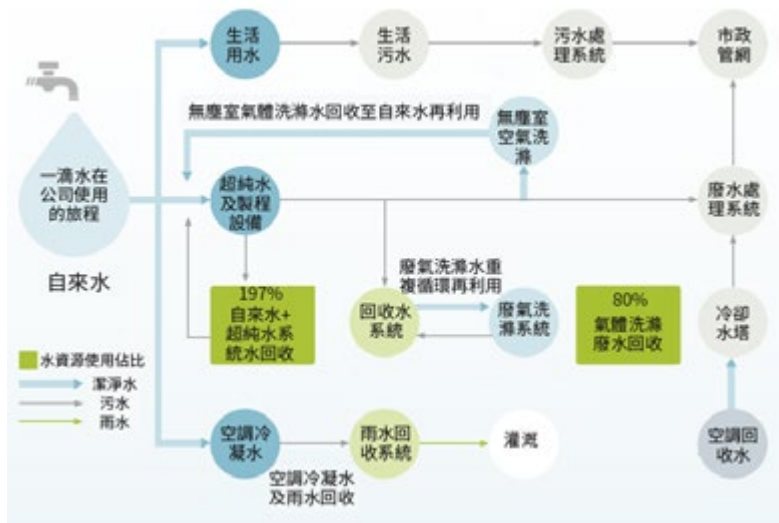 生活
用水
生活
污水
污水處
理系統
市政
管網
無塵室氣體洗滌水回收至自來水再利用
無塵室
空氣洗
滌
一滴水在
公司使用
的旅程
自來水
超純水
及製程
設備
廢水處
理系統
197%
自來水+
超純水系
統水回收
廢氣洗滌水重
複循環再利用
回收水
系統
廢氣洗
滌系統
80%
氣體洗滌
廢水回收
冷卻
水塔
水資源使用佔比
潔淨水
污水
雨水
空調冷
凝水
雨水回
收系統
灌溉
空調回
收水
空調冷凝水
及雨水回收